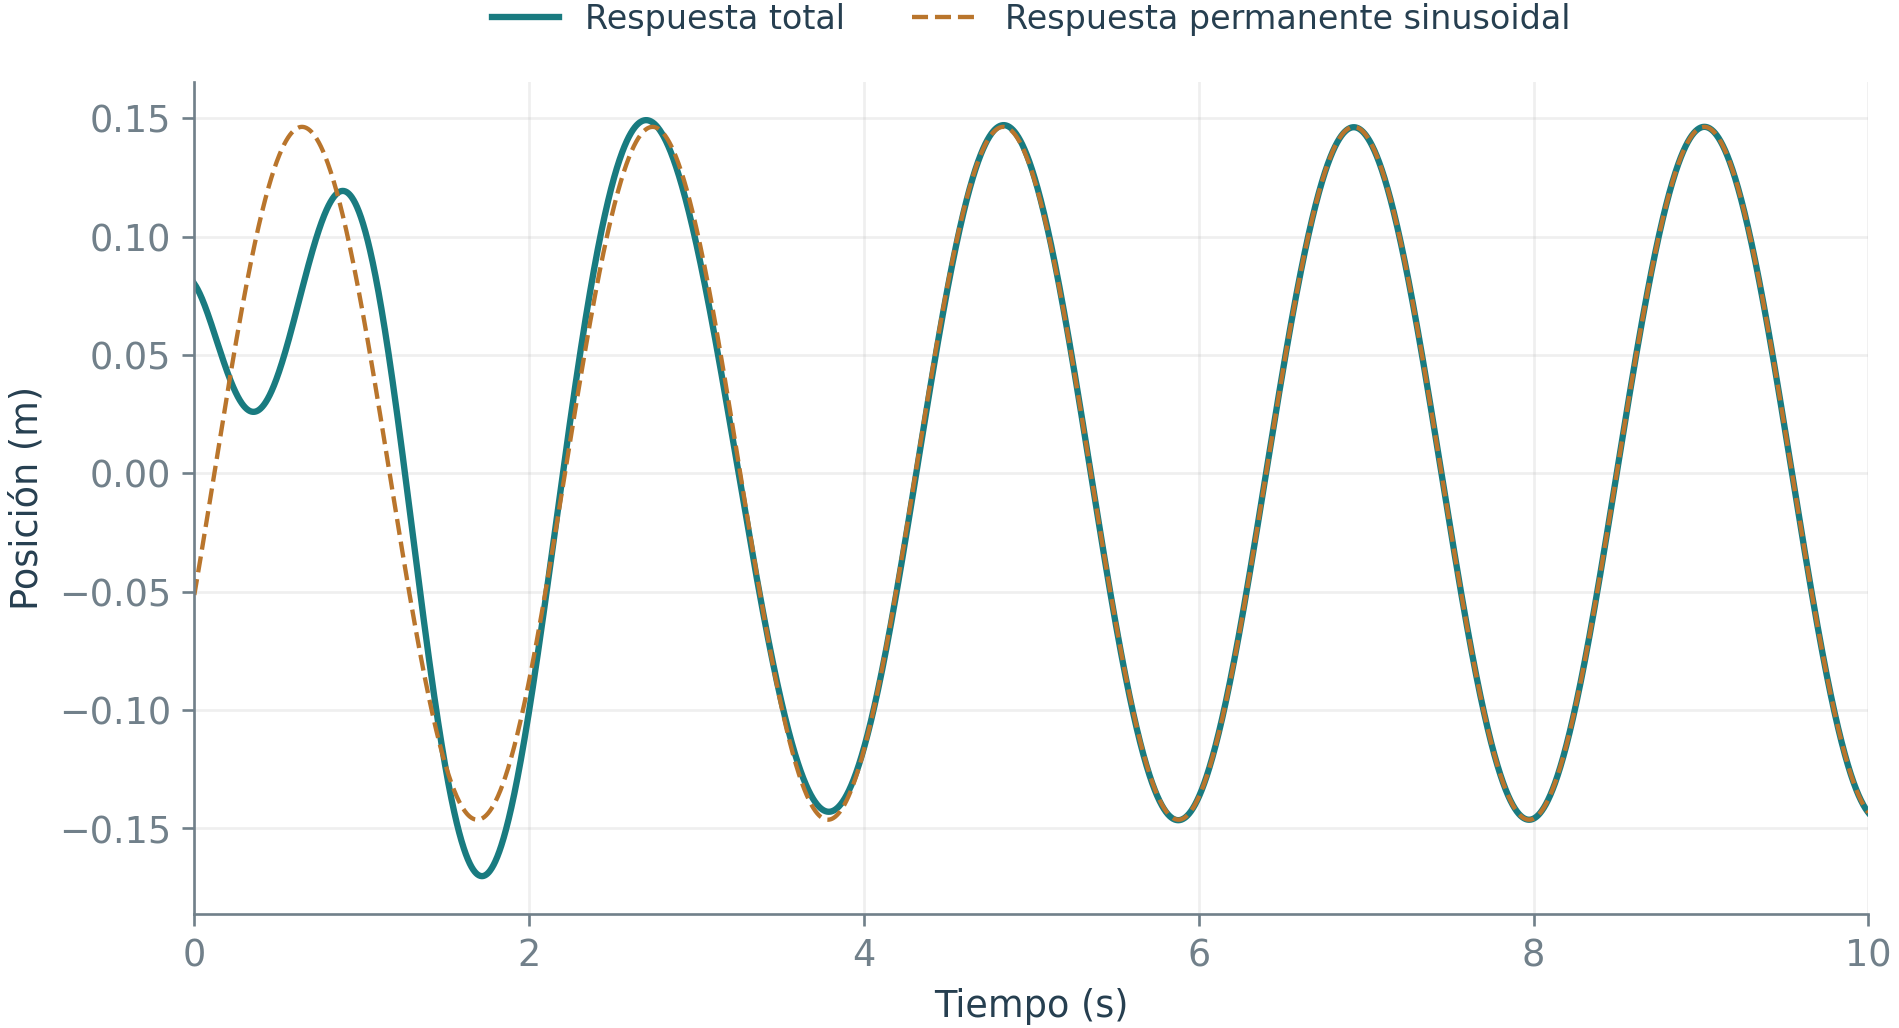 Respuesta total
Respuesta permanente sinusoidal
0.15
0.10
0.05
0.00
−0.05
−0.10
−0.15
Posición (m)
0 2 4 6 8 10
Tiempo (s)